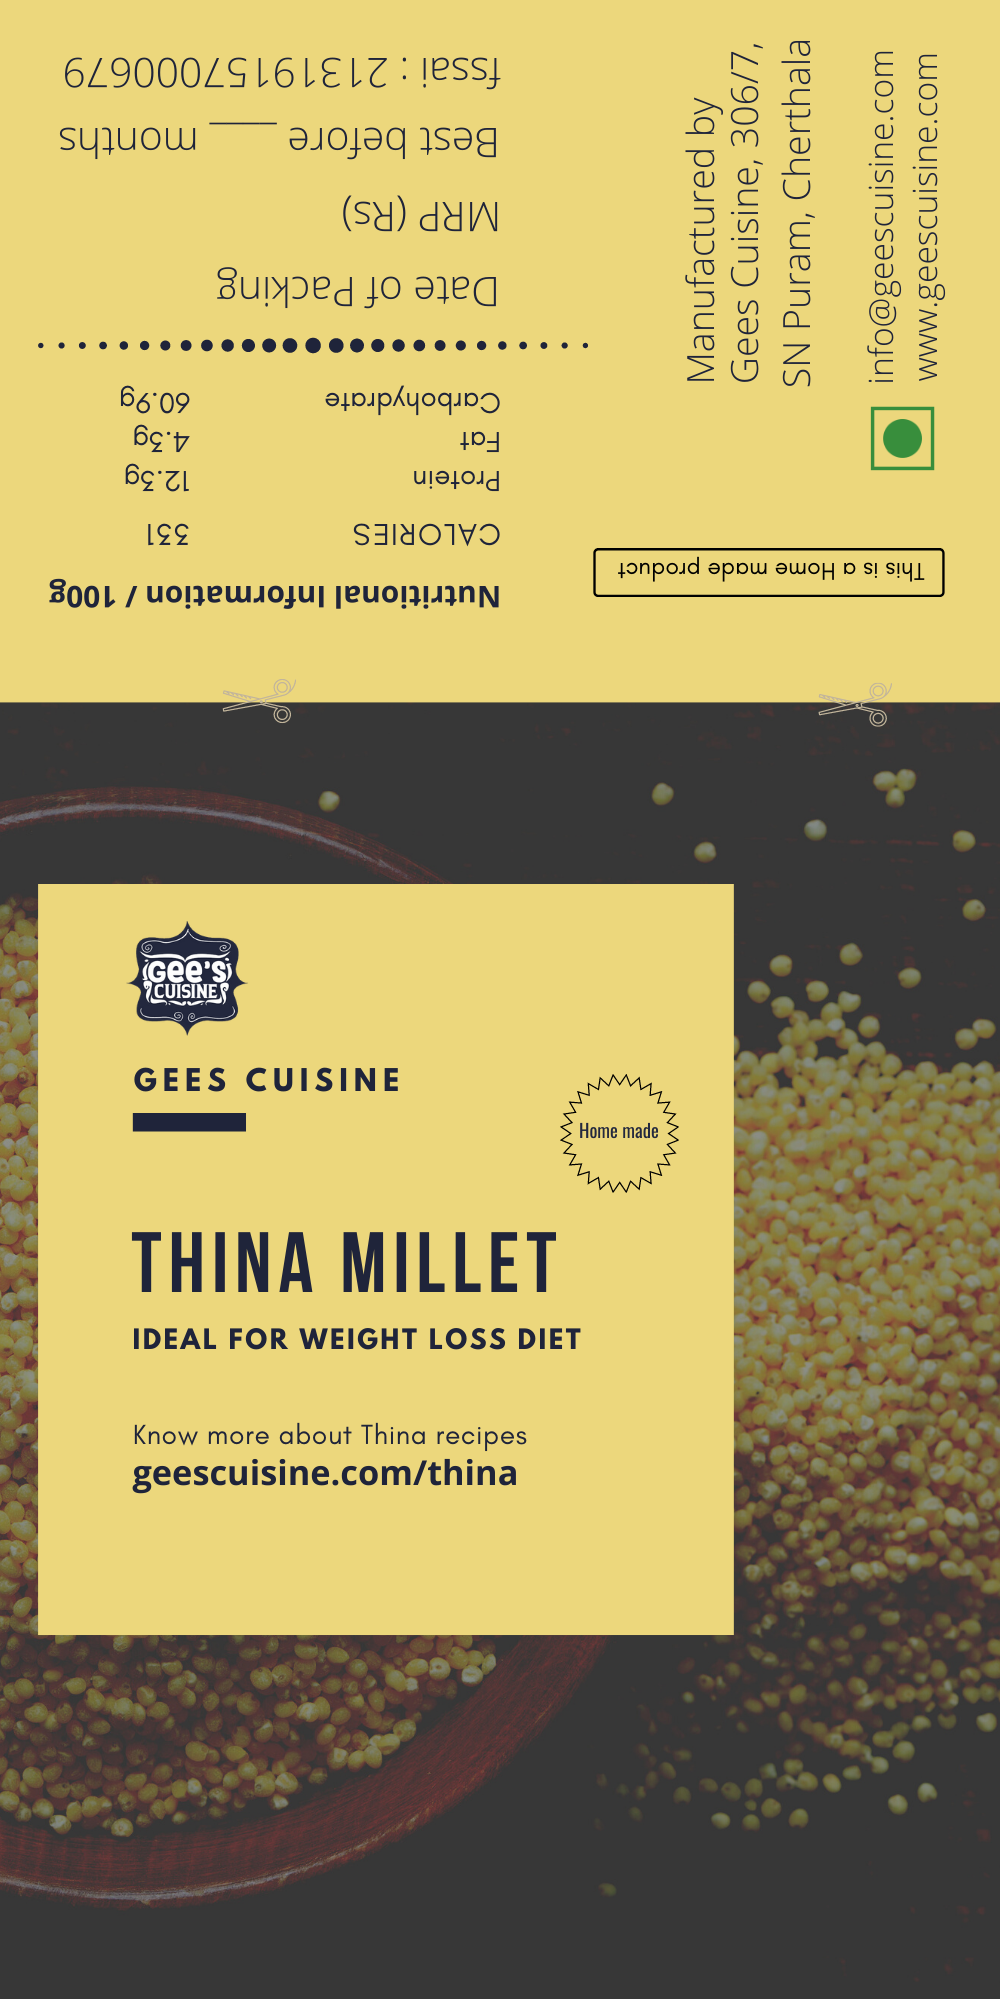 Nutritional Information / 100g
CALORIES 331
Protein 12.3g
Fat 4.3g
Carbohydrate 60.9g
Date of Packing
MRP (Rs)
Best before ____ months
fssai : 21319157000679
This is a Home made product
Manufactured by
Gees Cuisine, 306/7,
SN Puram, Cherthala
info@geescuisine.com
www.geescuisine.com
Gee's
CUISINE
GEES CUISINE
Home made
THINA MILLET
IDEAL FOR WEIGHT LOSS DIET
Know more about Thina recipes
geescuisine.com/thina